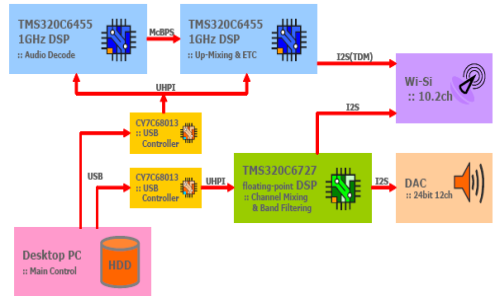 TMS320C6455
1GHz DSP
:: Audio Decode
McBPS
TMS320C6455
1GHz DSP
:: Up-Mixing & ETC
I2S(TDM)
Wi-Si
:: 10.2ch
UHPI
I2S
CY7C68013
:: USB
Controller
USB
CY7C68013
:: USB
Controller
UHPI
TMS320C6727
floating-point DSP
:: Channel Mixing
& Band Filtering
I2S
DAC
:: 24bit 12ch
Desktop PC
:: Main Control
HDD